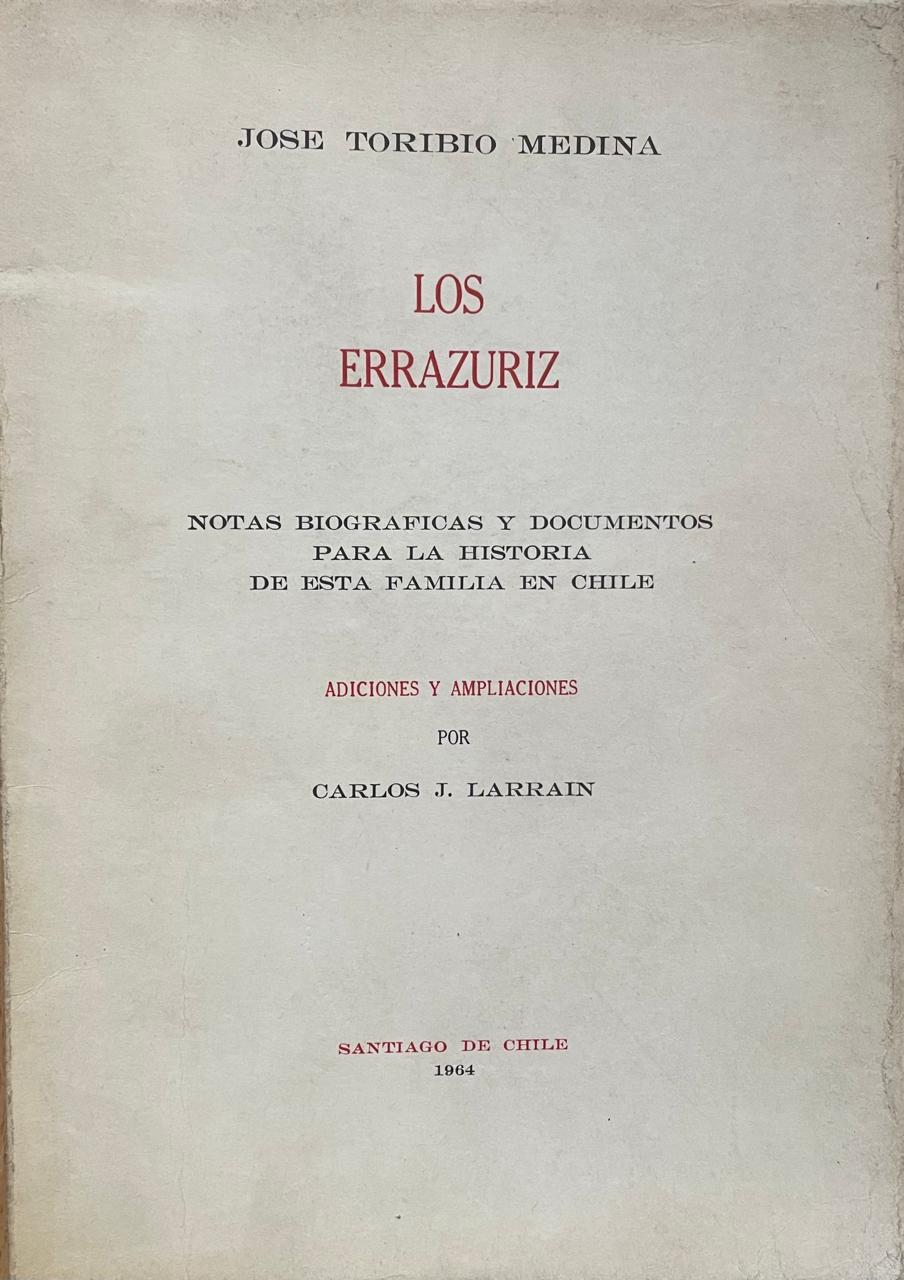 JOSE TORIBIO MEDINA
LOS
ERRAZURIZ
NOTAS BIOGRAFICAS Y DOCUMENTOS
PARA LA HISTORIA
DE ESTA FAMILIA EN CHILE
ADICIONES Y AMPLIACIONES
POR
CARLOS J. LARRAIN
SANTIAGO DE CHILE
1964